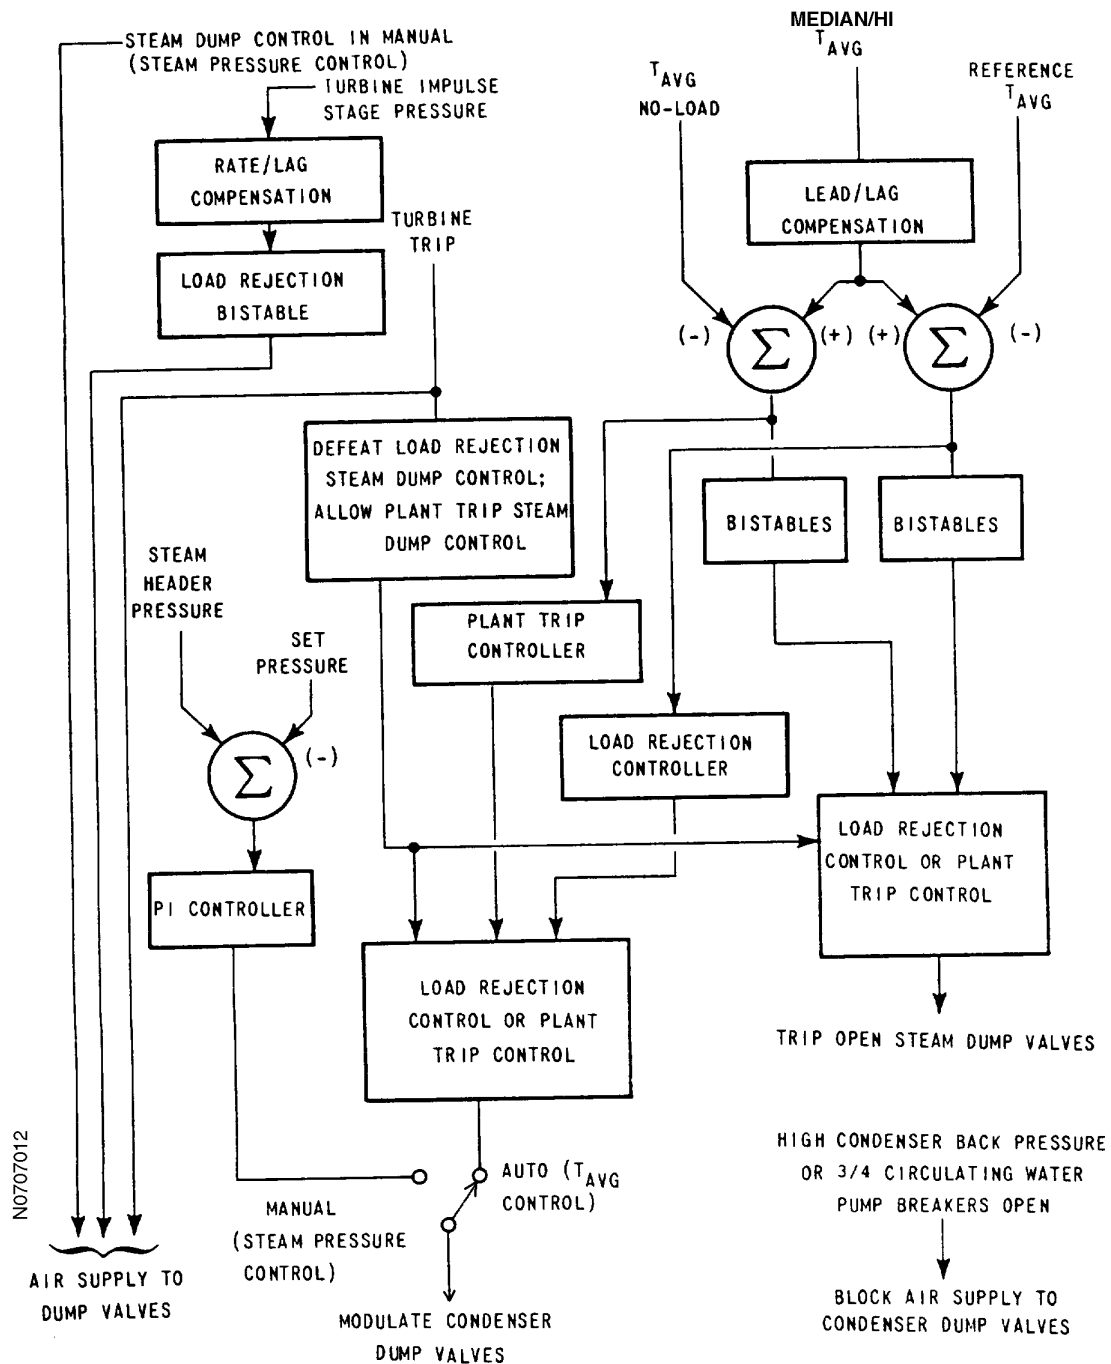 MEDIAN/HI
T AVG
STEAM DUMP CONTROL IN MANUAL
(STEAM PRESSURE CONTROL)
TURBINE IMPULSE
STAGE PRESSURE
T AVG
NO-LOAD
REFERENCE
T AVG
RATE/LAG
COMPENSATION
LEAD/LAG
COMPENSATION
TURBINE
TRIP
LOAD REJECTION
BISTABLE
(-) Σ (+) (+) Σ (-)
DEFEAT LOAD REJECTION
STEAM DUMP CONTROL;
ALLOW PLANT TRIP STEAM
DUMP CONTROL
BISTABLES
BISTABLES
STEAM
HEADER
PRESSURE
SET
PRESSURE
PLANT TRIP
CONTROLLER
LOAD REJECTION
CONTROLLER
Σ (-)
LOAD REJECTION
CONTROL OR PLANT
TRIP CONTROL
PI CONTROLLER
LOAD REJECTION
CONTROL OR PLANT
TRIP CONTROL
TRIP OPEN STEAM DUMP VALVES
HIGH CONDENSER BACK PRESSURE
OR 3/4 CIRCULATING WATER
PUMP BREAKERS OPEN
AUTO (T AVG
CONTROL)
MANUAL
(STEAM PRESSURE
CONTROL)
N0707012
AIR SUPPLY TO
DUMP VALVES
MODULATE CONDENSER
DUMP VALVES
BLOCK AIR SUPPLY TO
CONDENSER DUMP VALVES